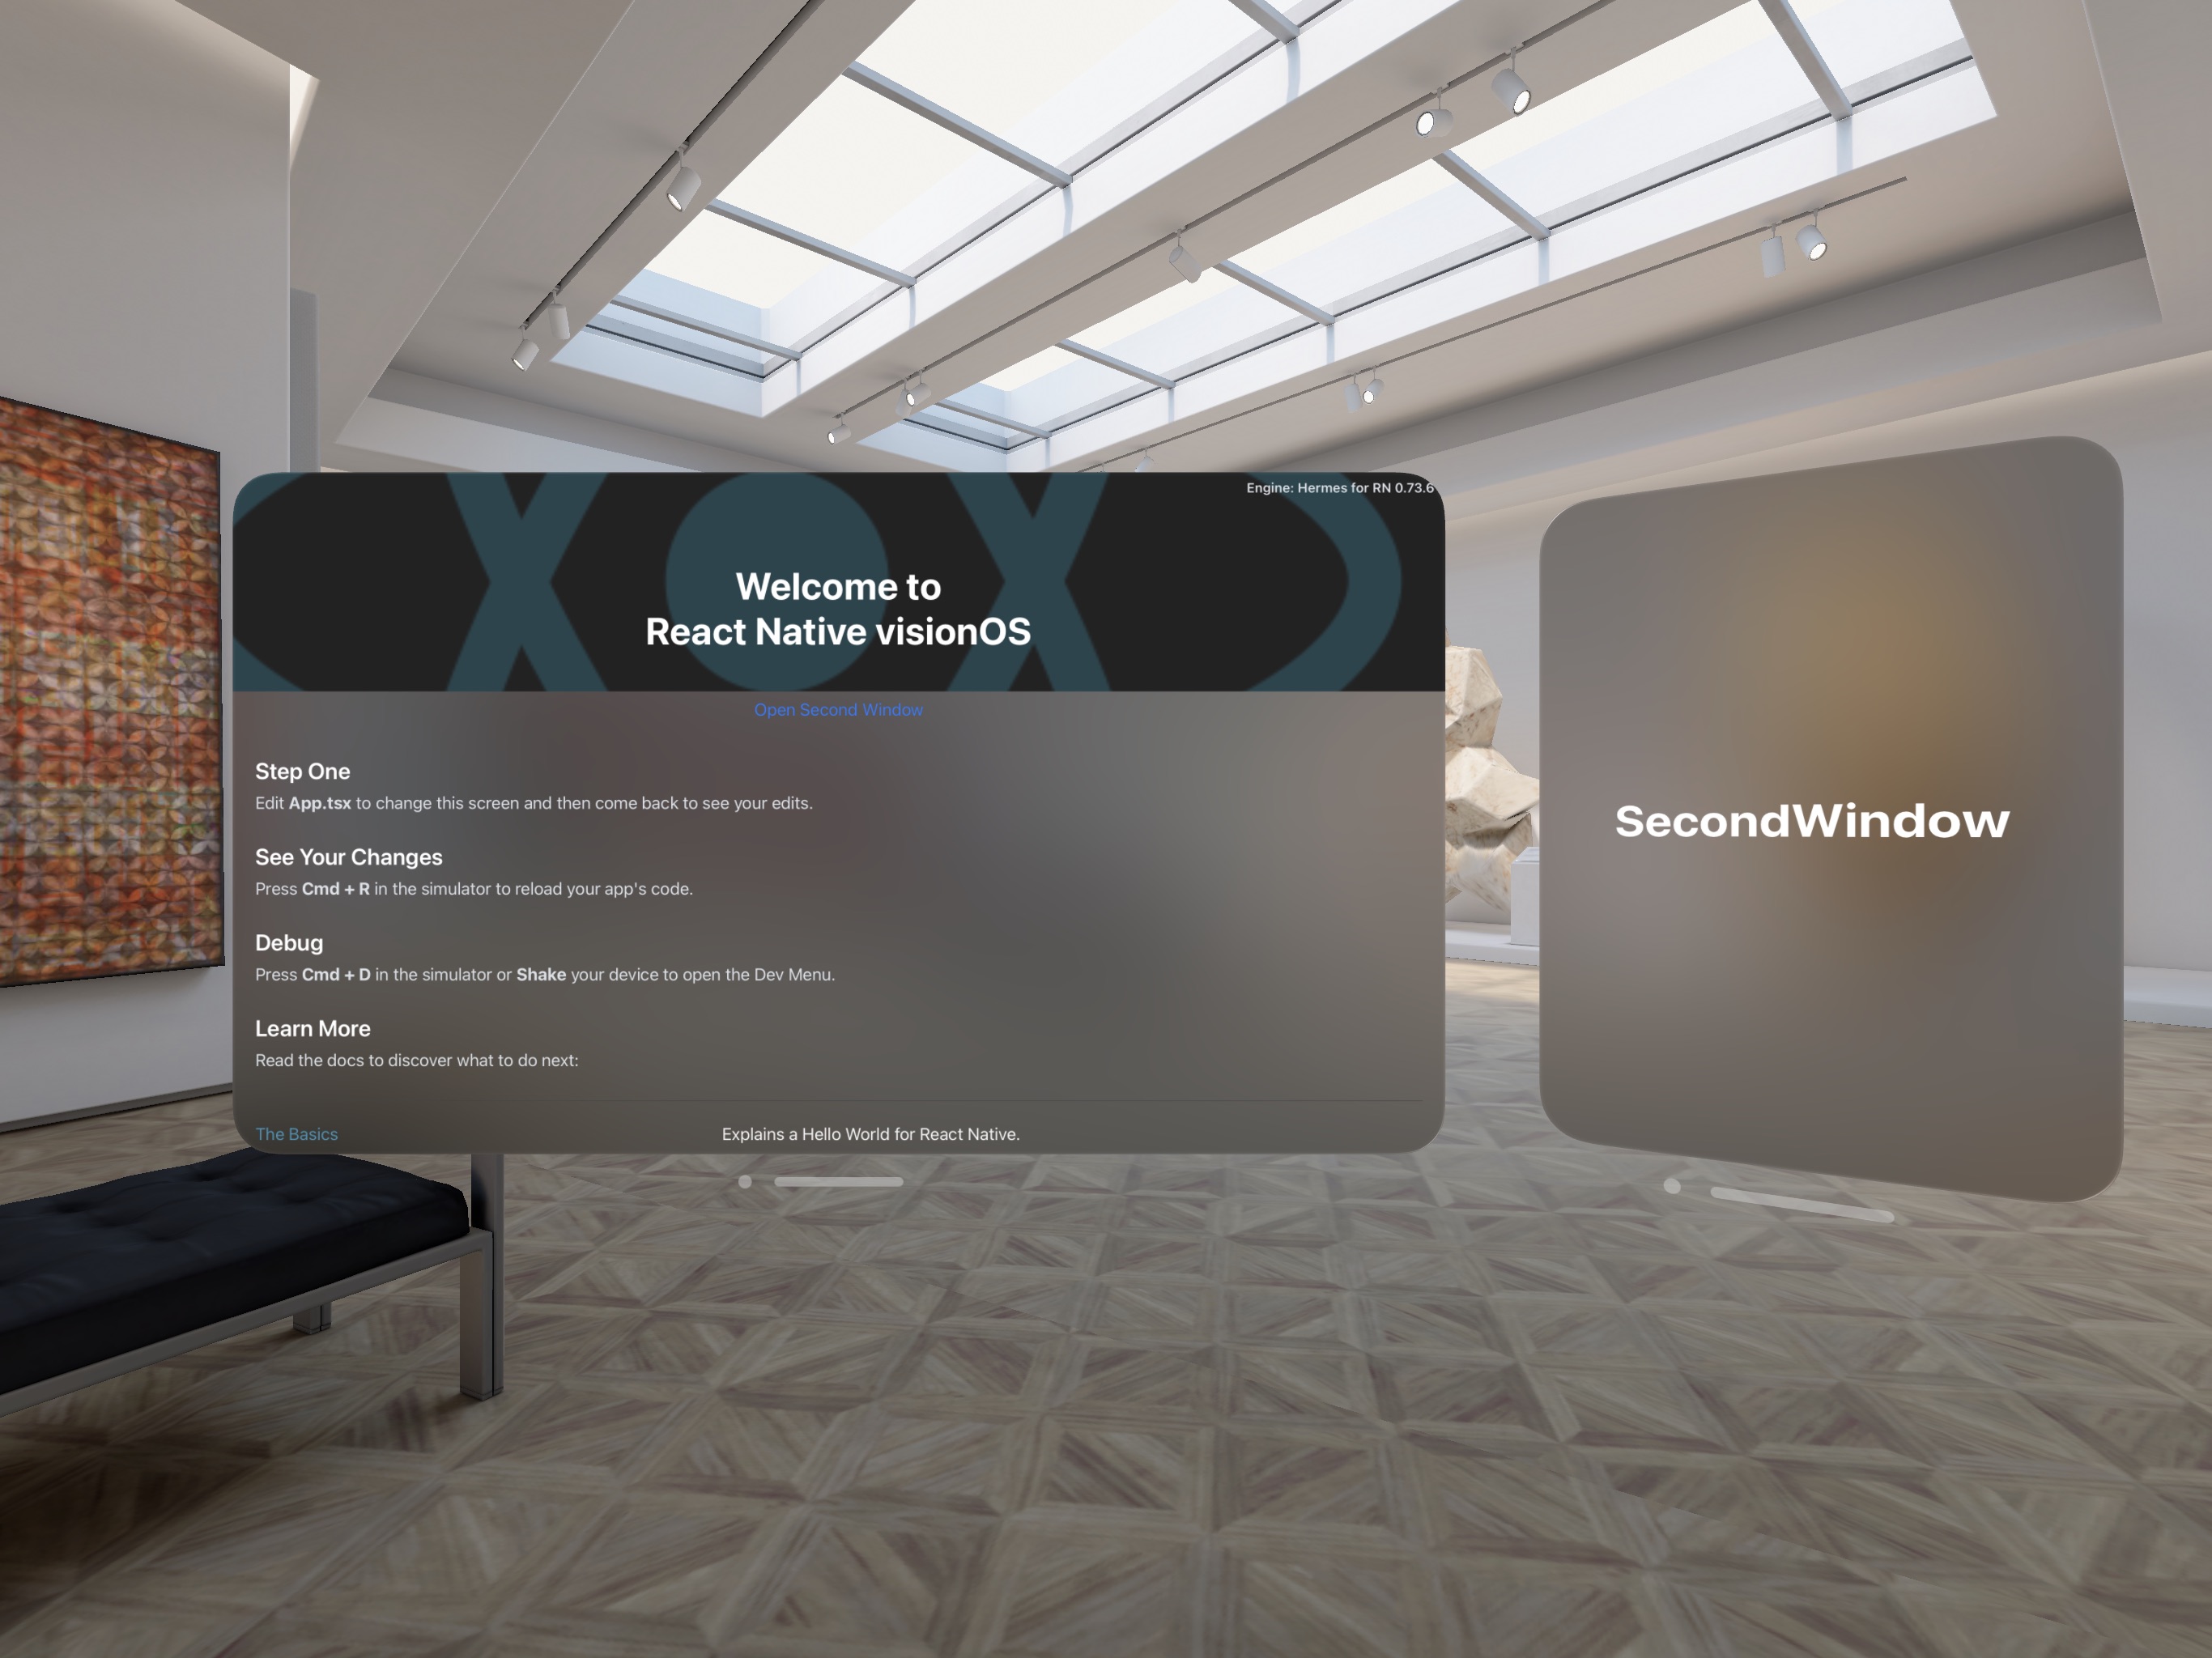 Engine: Hermes for RN 0.73.6
Welcome to
React Native visionOS
Open Second Window
Step One
Edit App.tsx to change this screen and then come back to see your edits.
See Your Changes
Press Cmd + R in the simulator to reload your app's code.
Debug
Press Cmd + D in the simulator or Shake your device to open the Dev Menu.
Learn More
Read the docs to discover what to do next:
The Basics
Explains a Hello World for React Native.
SecondWindow